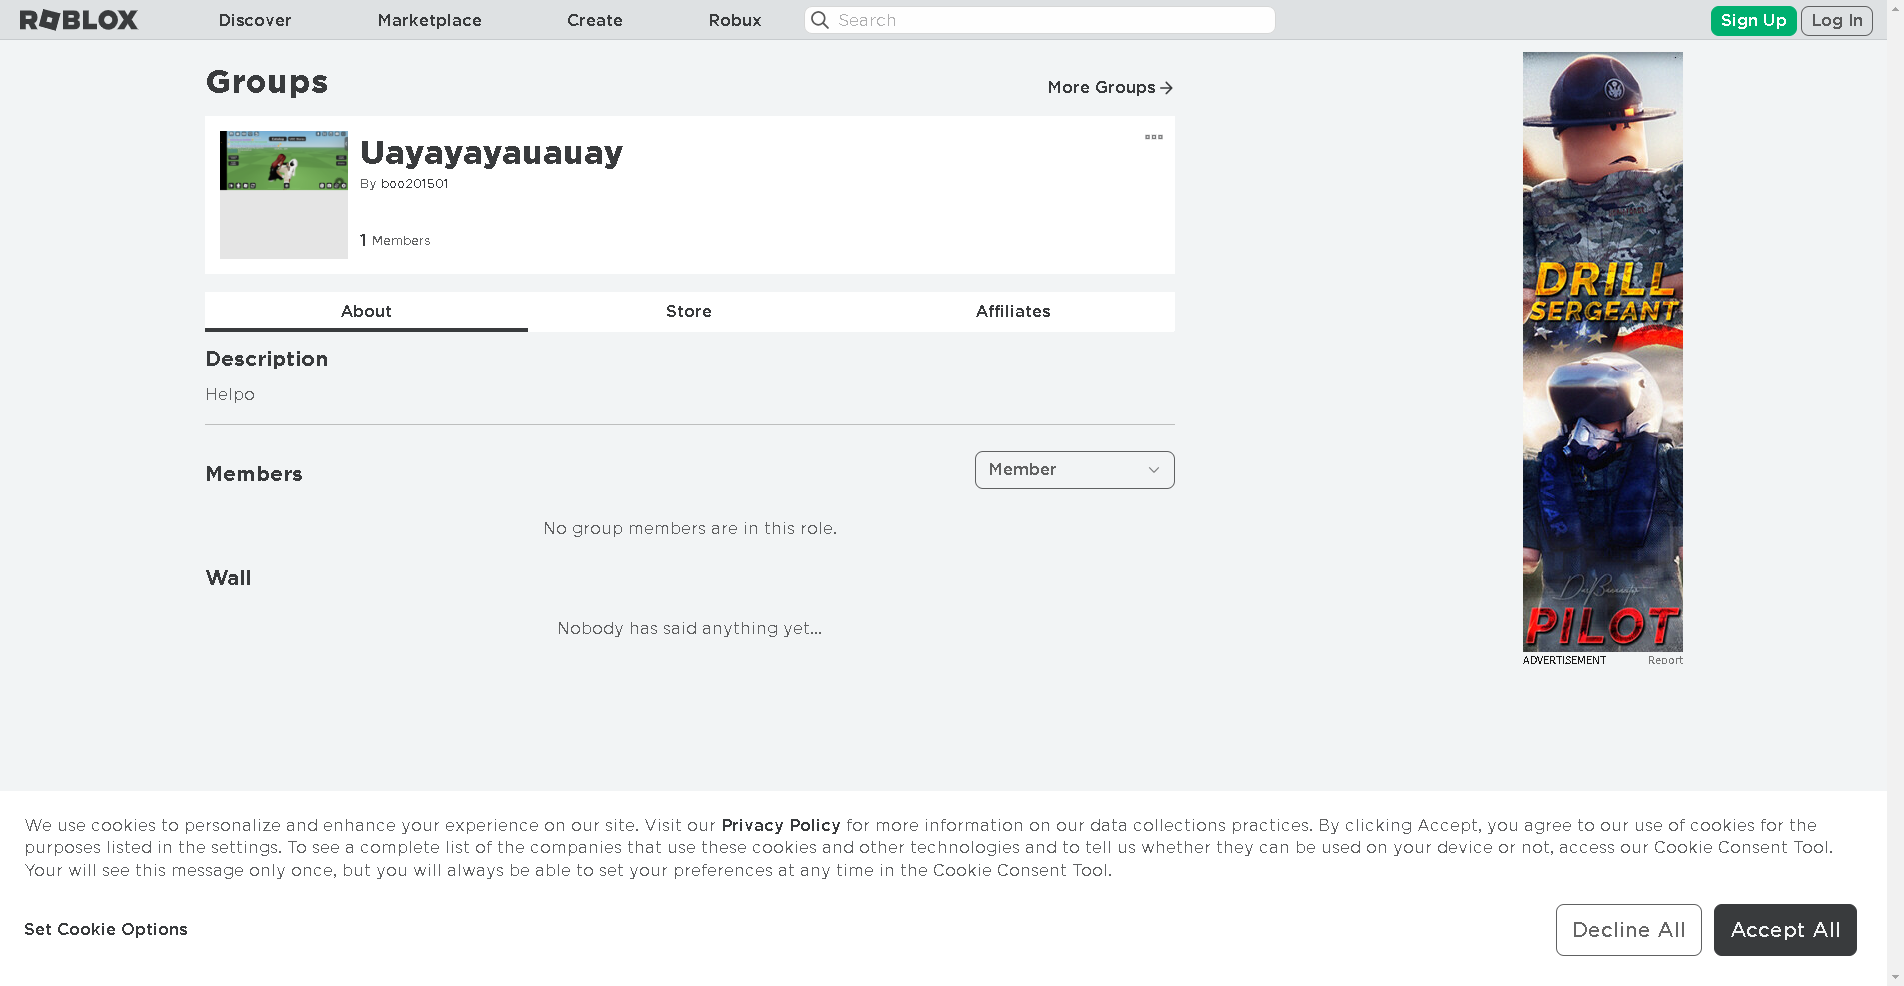 ROBLOX Discover Marketplace Create Robux Search Sign Up Log In
Groups
More Groups
Uayayayauauay
By boo201501
1 Members
About Store Affiliates
Description
Helpo
Members
Member
No group members are in this role.
Wall
Nobody has said anything yet...
DRILL
SERGEANT
CAVIAR
PILOT
ADVERTISEMENT Report
We use cookies to personalize and enhance your experience on our site. Visit our Privacy Policy for more information on our data collections practices. By clicking Accept, you agree to our use of cookies for the
purposes listed in the settings. To see a complete list of the companies that use these cookies and other technologies and to tell us whether they can be used on your device or not, access our Cookie Consent Tool.
Your will see this message only once, but you will always be able to set your preferences at any time in the Cookie Consent Tool.
Set Cookie Options
Decline All
Accept All